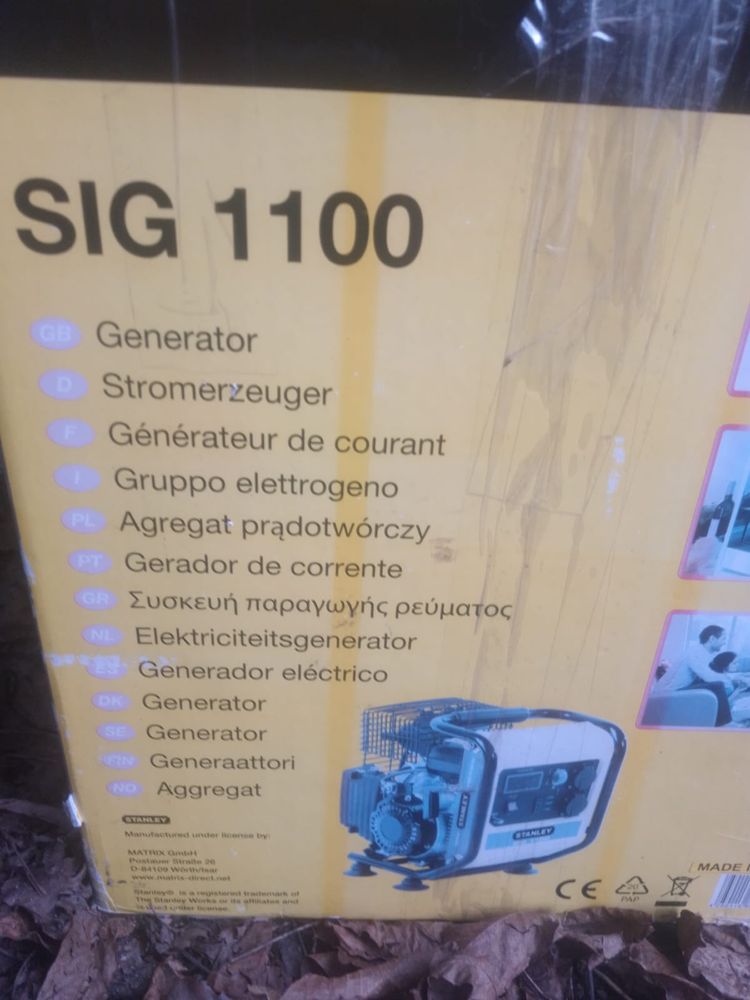 SIG 1100
GB Generator
D Stromerzeuger
F Générateur de courant
I Gruppo elettrogeno
PL Agregat prądotwórczy
PT Gerador de corrente
GR Συσκευή παραγωγής ρεύματος
NL Elektriciteitsgenerator
ES Generador eléctrico
DK Generator
SE Generator
FIN Generaattori
NO Aggregat
STANLEY
Manufactured under license by:
MATRIX GmbH
Postauer Straße 26
D-84109 Wörth/Isar
www.matrix-direct.net
Stanley® is a registered trademark of
The Stanley Works or its affiliates and
is used under license.
STANLEY
STANLEY
CE
20
PAP
MADE